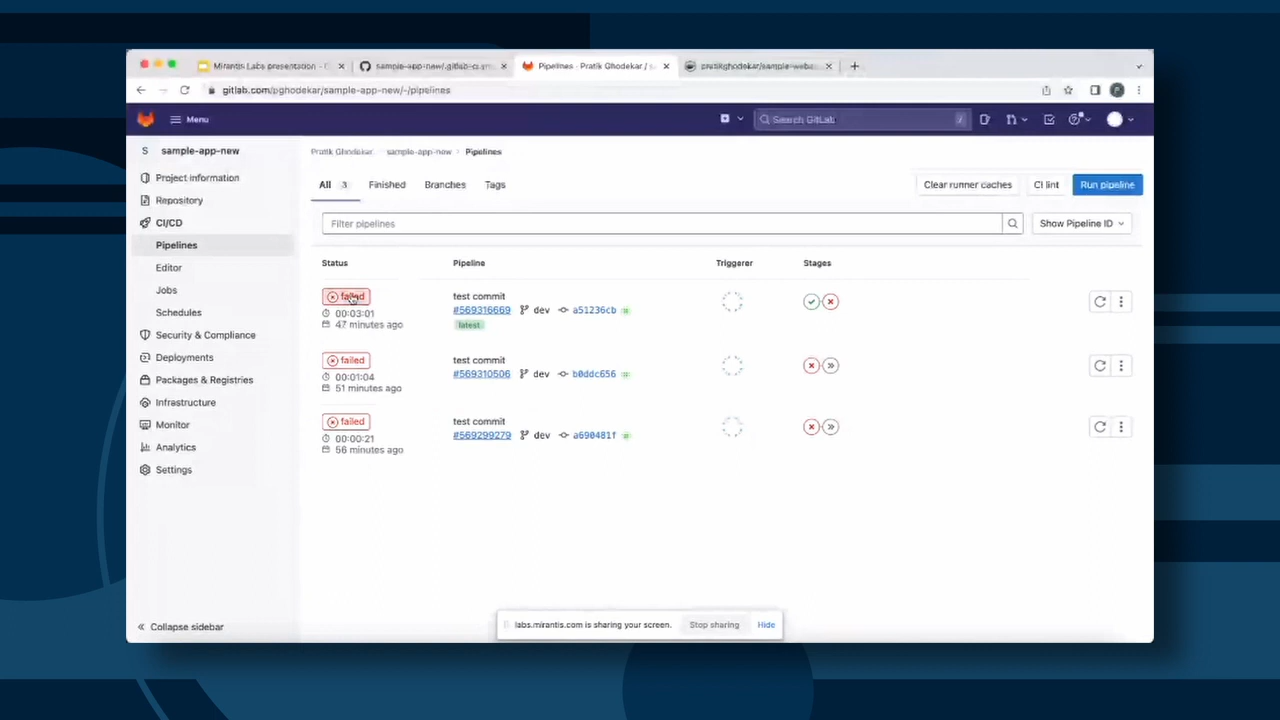 Mirantis Labs presentation -
sample-app-new/.gitlab-ci.
Pipelines · Pratik Ghodekar / s
pratikghodekar/sample-weba
gitlab.com/pghodekar/sample-app-new/-/pipelines
Menu
Search GitLab
/
S sample-app-new
Project information
Repository
CI/CD
Pipelines
Editor
Jobs
Schedules
Security & Compliance
Deployments
Packages & Registries
Infrastructure
Monitor
Analytics
Settings
Collapse sidebar
Pratik Ghodekar › sample-app-new › Pipelines
All 3 Finished Branches Tags
Clear runner caches CI lint Run pipeline
Filter pipelines
Show Pipeline ID
Status Pipeline Triggerer Stages
failed
00:03:01
47 minutes ago
test commit
#569316669 dev a51236cb
latest
failed
00:01:04
51 minutes ago
test commit
#569310506 dev b0ddc656
failed
00:00:21
56 minutes ago
test commit
#569299279 dev a690481f
labs.mirantis.com is sharing your screen. Stop sharing Hide